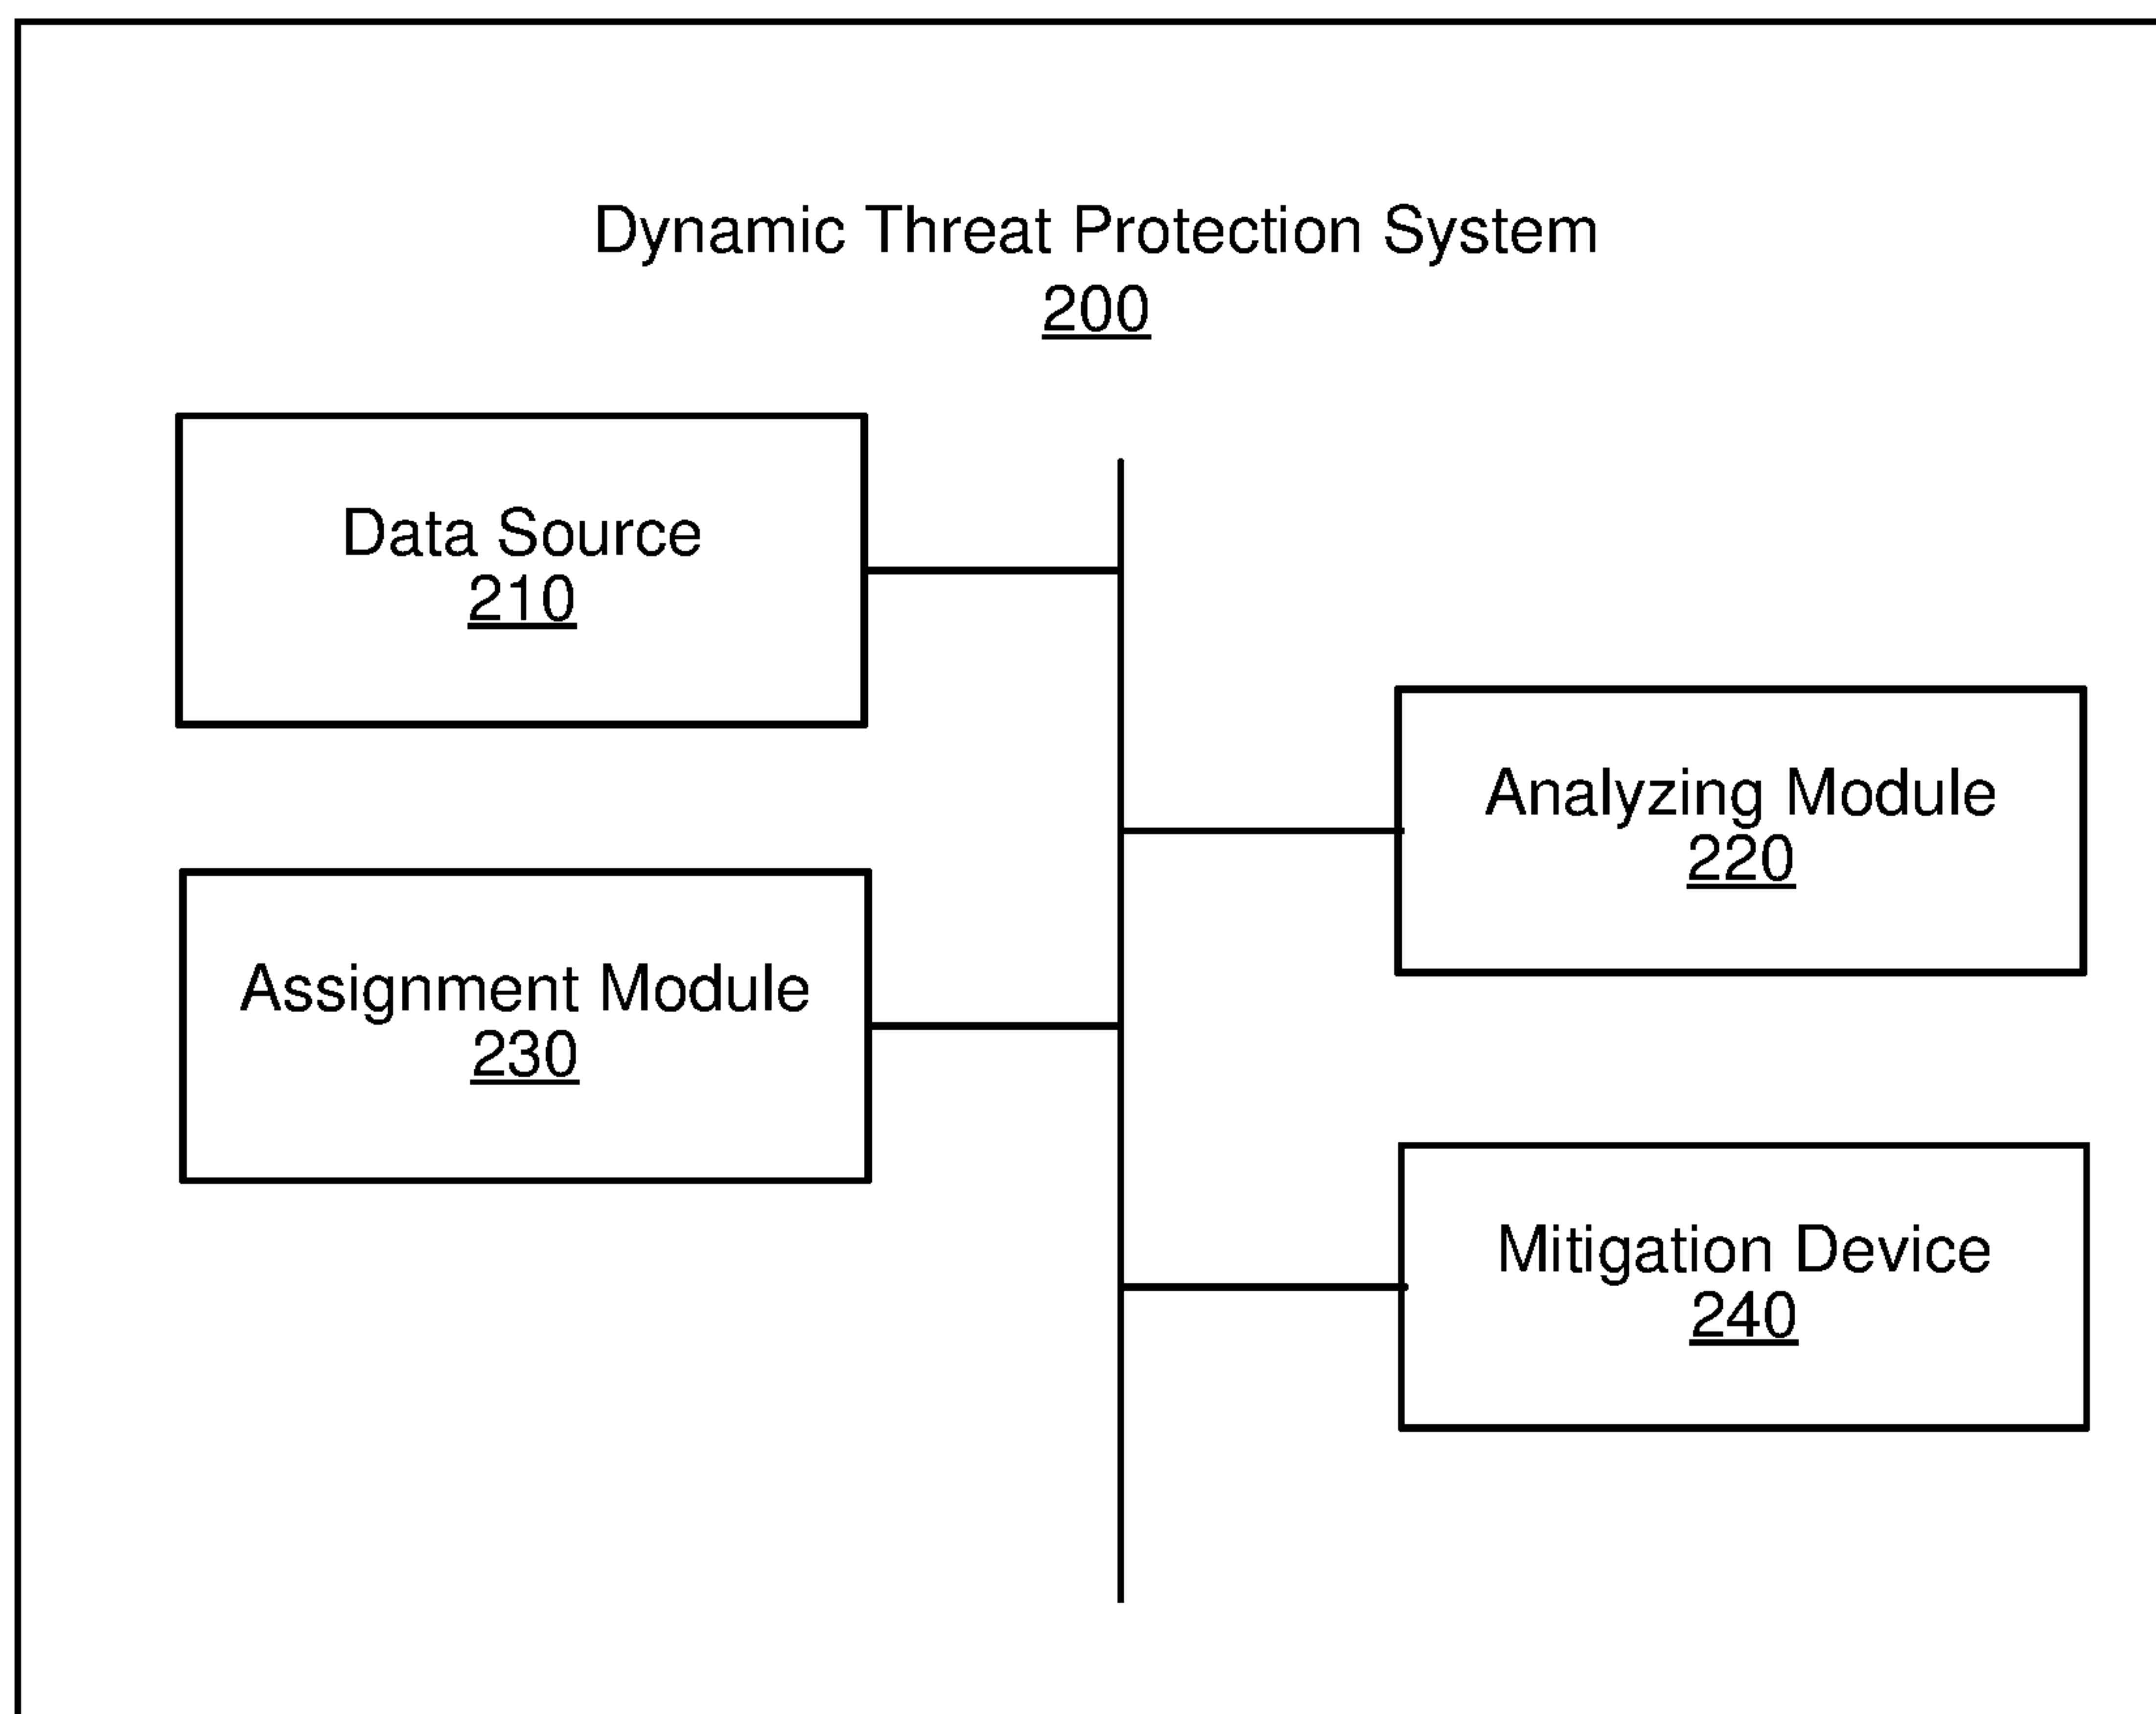 Dynamic Threat Protection System
200
Data Source
210
Analyzing Module
220
Assignment Module
230
Mitigation Device
240